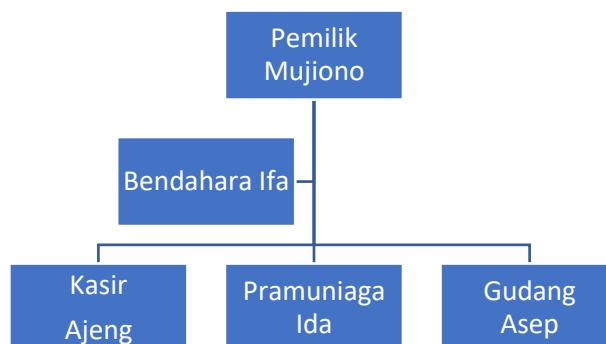 Pemilik
Mujiono
Bendahara Ifa
Kasir
Ajeng
Pramuniaga
Ida
Gudang
Asep